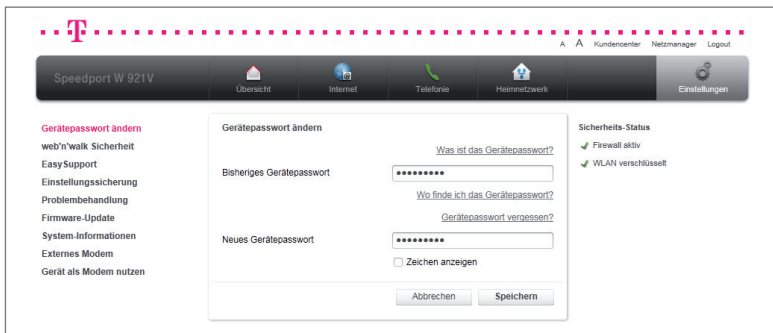 T
A A Kundencenter Netzmanager Logout
Speedport W 921V
Übersicht Internet Telefonie Heimnetzwerk Einstellungen
Gerätepasswort ändern
web'n'walk Sicherheit
EasySupport
Einstellungssicherung
Problembehandlung
Firmware-Update
System-Informationen
Externes Modem
Gerät als Modem nutzen
Gerätepasswort ändern
Was ist das Gerätepasswort?
Bisheriges Gerätepasswort •••••••••
Wo finde ich das Gerätepasswort?
Gerätepasswort vergessen?
Neues Gerätepasswort •••••••••
Zeichen anzeigen
Abbrechen Speichern
Sicherheits-Status
Firewall aktiv
WLAN verschlüsselt